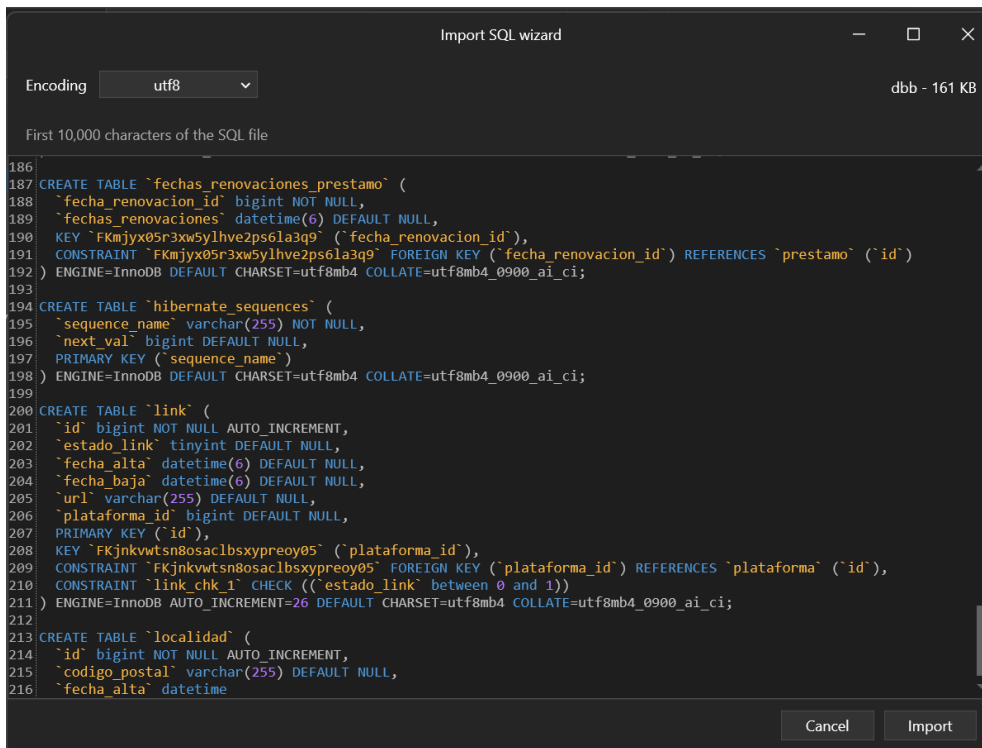 Import SQL wizard
Encoding utf8
dbb - 161 KB
First 10,000 characters of the SQL file
186
187 CREATE TABLE `fechas_renovaciones_prestamo` (
188 `fecha_renovacion_id` bigint NOT NULL,
189 `fechas_renovaciones` datetime(6) DEFAULT NULL,
190 KEY `FKmjyx05r3xw5ylhve2ps6la3q9` (`fecha_renovacion_id`),
191 CONSTRAINT `FKmjyx05r3xw5ylhve2ps6la3q9` FOREIGN KEY (`fecha_renovacion_id`) REFERENCES `prestamo` (`id`)
192 ) ENGINE=InnoDB DEFAULT CHARSET=utf8mb4 COLLATE=utf8mb4_0900_ai_ci;
193
194 CREATE TABLE `hibernate_sequences` (
195 `sequence_name` varchar(255) NOT NULL,
196 `next_val` bigint DEFAULT NULL,
197 PRIMARY KEY (`sequence_name`)
198 ) ENGINE=InnoDB DEFAULT CHARSET=utf8mb4 COLLATE=utf8mb4_0900_ai_ci;
199
200 CREATE TABLE `link` (
201 `id` bigint NOT NULL AUTO_INCREMENT,
202 `estado_link` tinyint DEFAULT NULL,
203 `fecha_alta` datetime(6) DEFAULT NULL,
204 `fecha_baja` datetime(6) DEFAULT NULL,
205 `url` varchar(255) DEFAULT NULL,
206 `plataforma_id` bigint DEFAULT NULL,
207 PRIMARY KEY (`id`),
208 KEY `FKjnkvwtsn8osaclbsxypreoy05` (`plataforma_id`),
209 CONSTRAINT `FKjnkvwtsn8osaclbsxypreoy05` FOREIGN KEY (`plataforma_id`) REFERENCES `plataforma` (`id`),
210 CONSTRAINT `link_chk_1` CHECK ((`estado_link` between 0 and 1))
211 ) ENGINE=InnoDB AUTO_INCREMENT=26 DEFAULT CHARSET=utf8mb4 COLLATE=utf8mb4_0900_ai_ci;
212
213 CREATE TABLE `localidad` (
214 `id` bigint NOT NULL AUTO_INCREMENT,
215 `codigo_postal` varchar(255) DEFAULT NULL,
216 `fecha_alta` datetime
Cancel Import